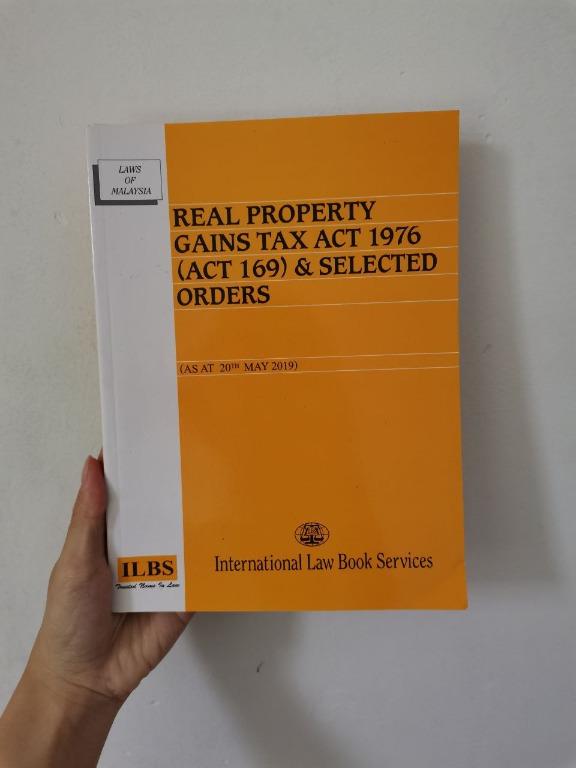 LAWS
OF
MALAYSIA
REAL PROPERTY
GAINS TAX ACT 1976
(ACT 169) & SELECTED
ORDERS
(AS AT 20TH MAY 2019)
International Law Book Services
ILBS
Trusted Name In Law